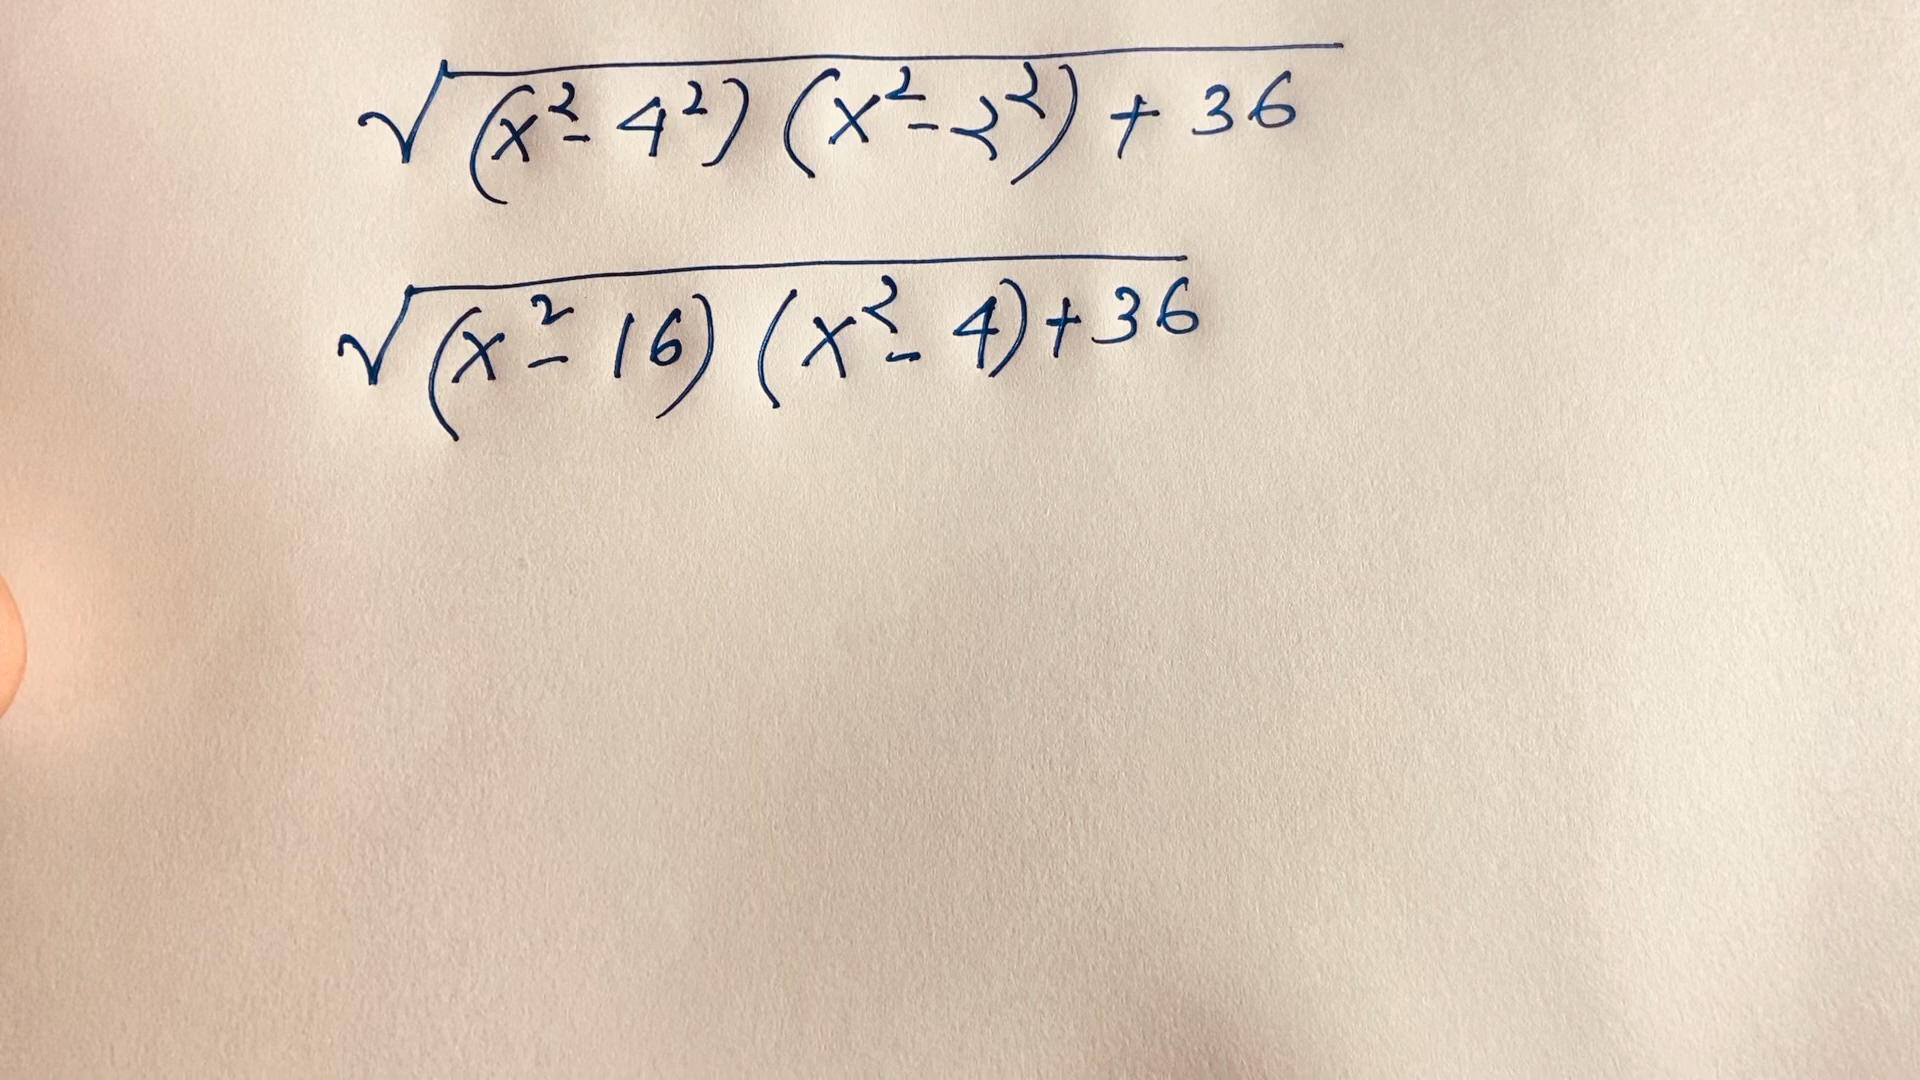 √(x² - 4²) (x² - 2²) + 36
√(x² - 16) (x² - 4) + 36